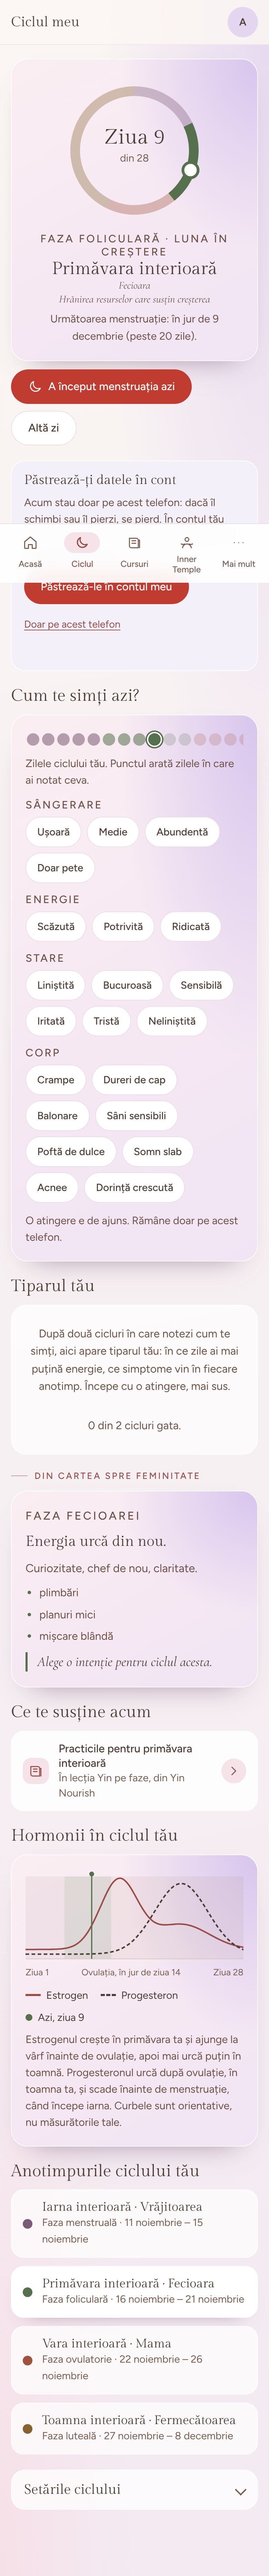 Ciclul meu
A
Ziua 9
din 28
FAZA FOLICULARĂ · LUNA ÎN
CREȘTERE
Primăvara interioară
Fecioara
Hrănirea resurselor care susțin creșterea
Următoarea menstruație: în jur de 9
decembrie (peste 20 zile).
A început menstruația azi
Altă zi
Păstrează-ți datele în cont
Acum stau doar pe acest telefon: dacă îl
schimbi sau îl pierzi, se pierd. În contul tău
Acasă
Ciclul
Cursuri
Inner
Temple
Mai mult
Păstrează-le în contul meu
Doar pe acest telefon
Cum te simți azi?
Zilele ciclului tău. Punctul arată zilele în care
ai notat ceva.
SÂNGERARE
Ușoară
Medie
Abundentă
Doar pete
ENERGIE
Scăzută
Potrivită
Ridicată
STARE
Liniștită
Bucuroasă
Sensibilă
Iritată
Tristă
Neliniștită
CORP
Crampe
Dureri de cap
Balonare
Sâni sensibili
Poftă de dulce
Somn slab
Acnee
Dorință crescută
O atingere e de ajuns. Rămâne doar pe acest
telefon.
Tiparul tău
După două cicluri în care notezi cum te
simți, aici apare tiparul tău: în ce zile ai mai
puțină energie, ce simptome vin în fiecare
anotimp. Începe cu o atingere, mai sus.
0 din 2 cicluri gata.
DIN CARTEA SPRE FEMINITATE
FAZA FECIOAREI
Energia urcă din nou.
Curiozitate, chef de nou, claritate.
• plimbări
• planuri mici
• mișcare blândă
Alege o intenție pentru ciclul acesta.
Ce te susține acum
Practicile pentru primăvara
interioară
În lecția Yin pe faze, din Yin
Nourish
Hormonii în ciclul tău
Ziua 1
Ovulația, în jur de ziua 14
Ziua 28
Estrogen
Progesteron
Azi, ziua 9
Estrogenul crește în primăvara ta și ajunge la
vârf înainte de ovulație, apoi mai urcă puțin în
toamnă. Progesteronul urcă după ovulație, în
toamna ta, și scade înainte de menstruație,
când începe iarna. Curbele sunt orientative,
nu măsurătorile tale.
Anotimpurile ciclului tău
Iarna interioară · Vrăjitoarea
Faza menstruală · 11 noiembrie – 15
noiembrie
Primăvara interioară · Fecioara
Faza foliculară · 16 noiembrie – 21 noiembrie
Vara interioară · Mama
Faza ovulatorie · 22 noiembrie – 26
noiembrie
Toamna interioară · Fermecătoarea
Faza luteală · 27 noiembrie – 8 decembrie
Setările ciclului